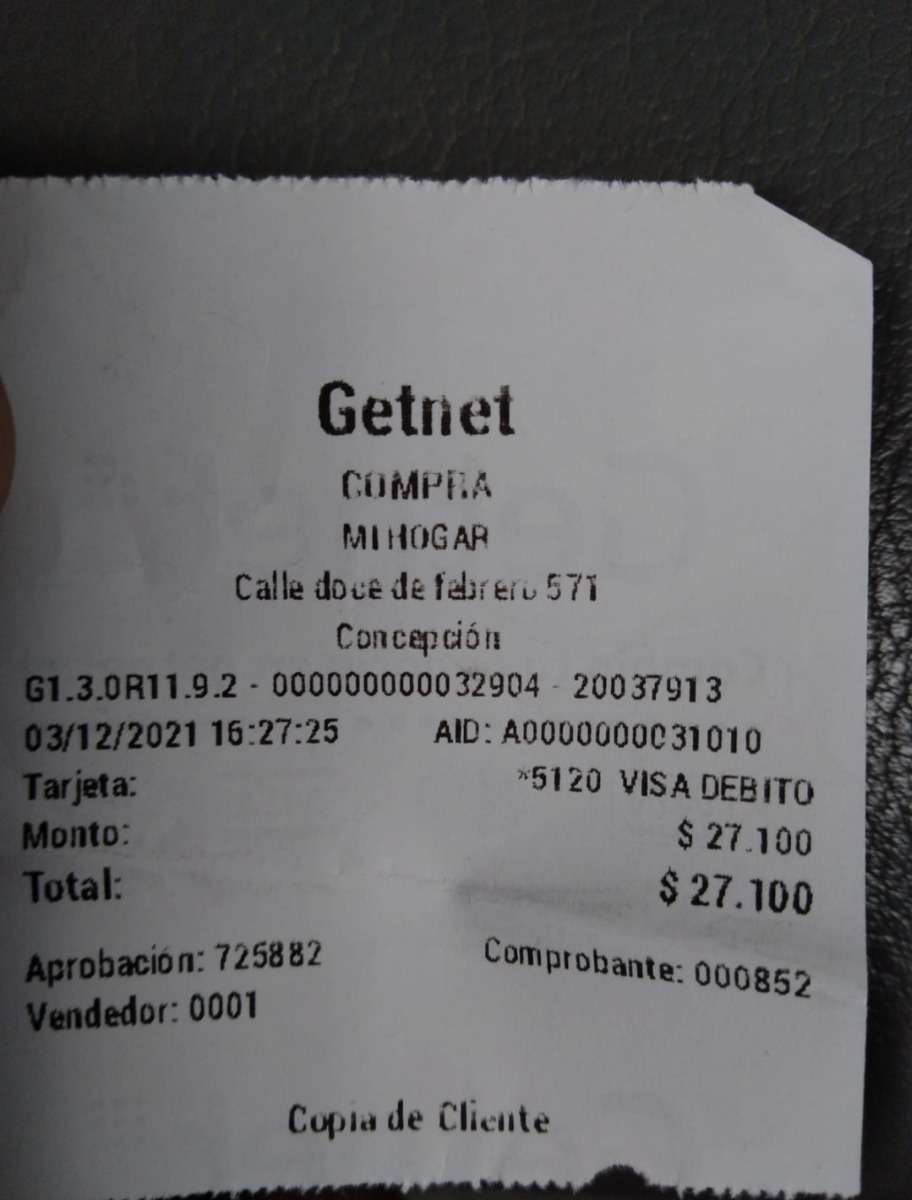 Getnet
COMPRA
MI HOGAR
Calle doce de febrero 571
Concepción
G1.3.0R11.9.2 - 000000000032904 - 20037913
03/12/2021 16:27:25 AID: A0000000031010
Tarjeta: *5120 VISA DEBITO
Monto: $ 27.100
Total: $ 27.100
Aprobación: 725882 Comprobante: 000852
Vendedor: 0001
Copia de Cliente